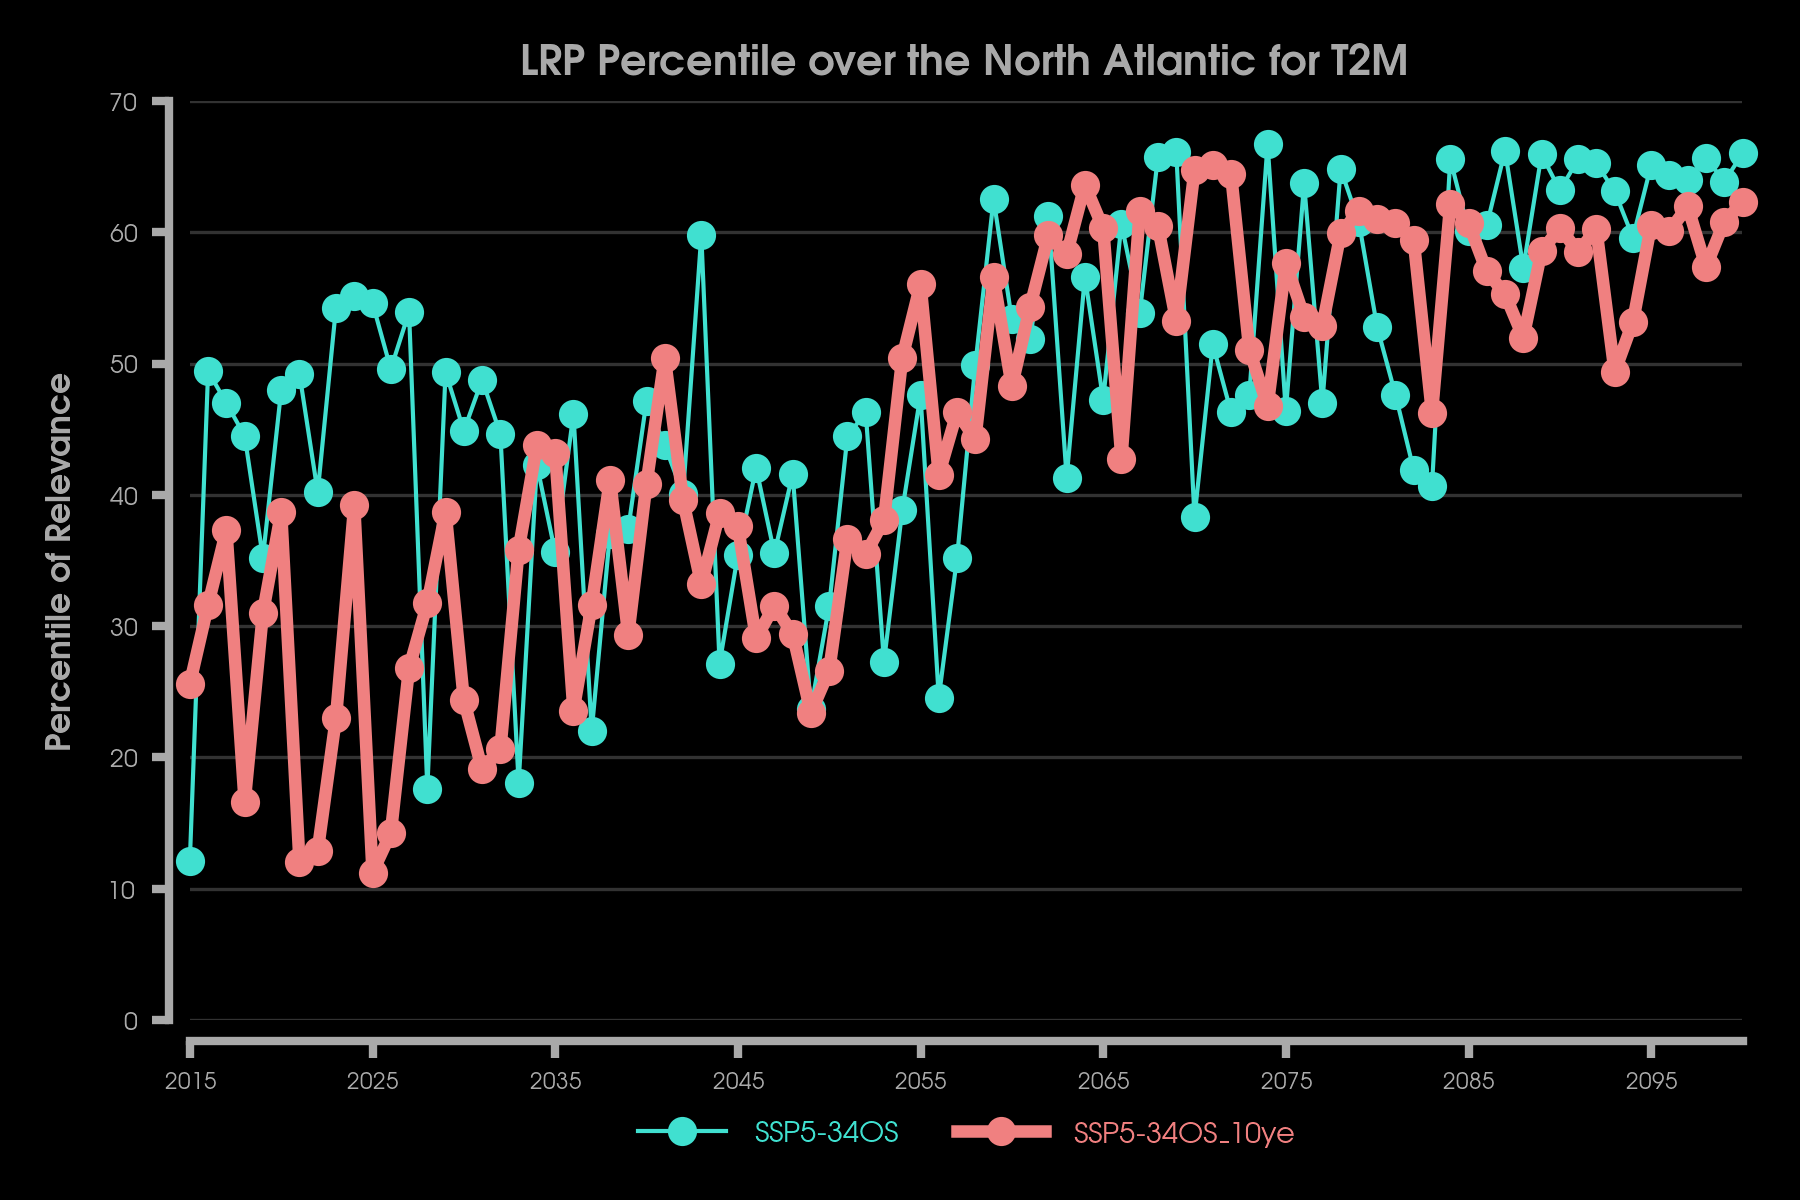 LRP Percentile over the North Atlantic for T2M
Percentile of Relevance
70
60
50
40
30
20
10
0
2015 2025 2035 2045 2055 2065 2075 2085 2095
SSP5-34OS SSP5-34OS_10ye